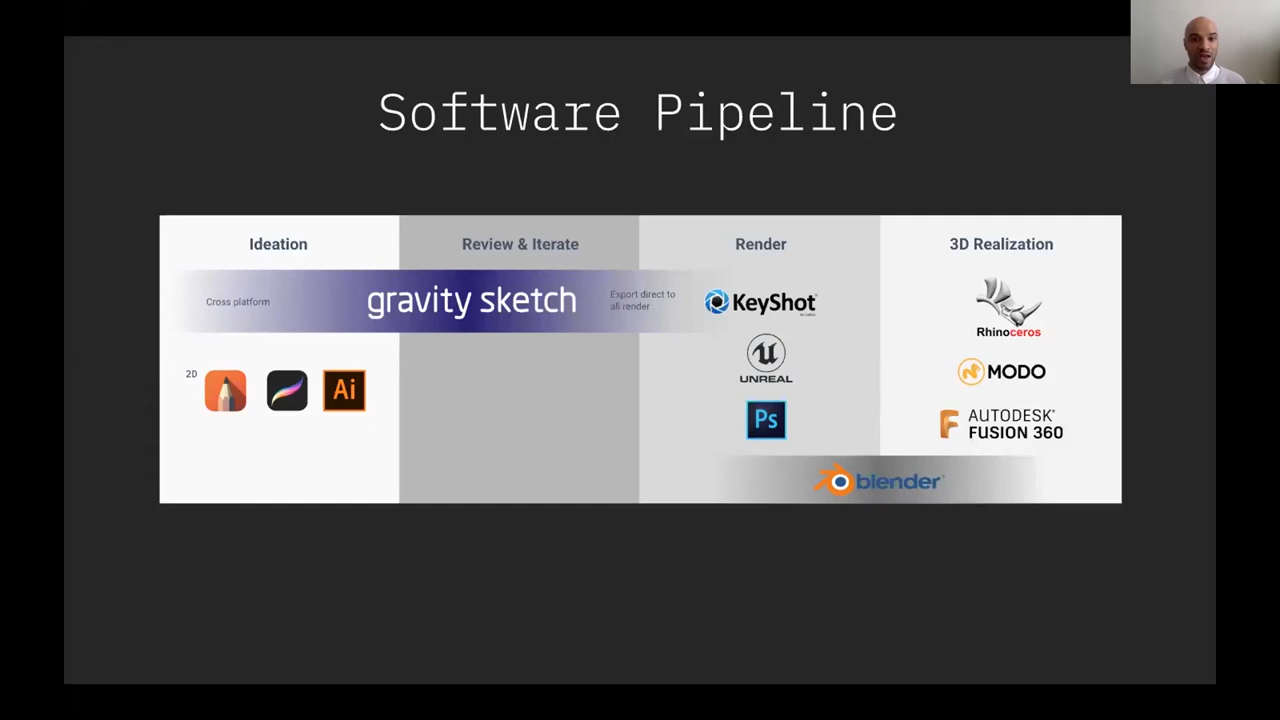 Software Pipeline
Ideation
Review & Iterate
Render
3D Realization
Cross platform
gravity sketch
Export direct to
all render
KeyShot
Rhinoceros
2D
Ai
UNREAL
MODO
Ps
AUTODESK®
FUSION 360
blender